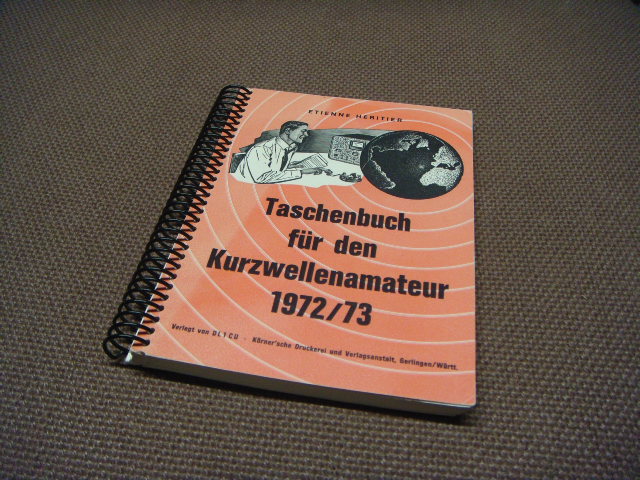 ETIENNE HERITIER
Taschenbuch
für den
Kurzwellenamateur
1972/73
Verlegt von DL1CU · Körner'sche Druckerei und Verlagsanstalt, Gerlingen/Württ.